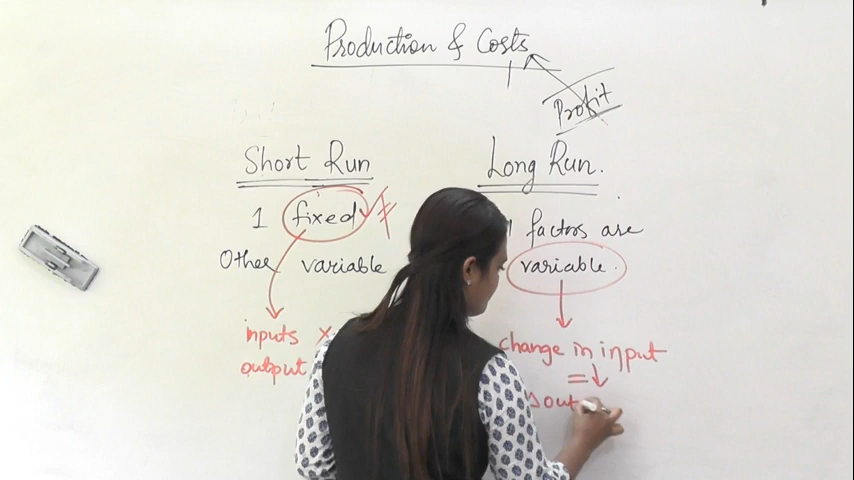 Production & Costs
Profit
Short Run
1 fixed
Other variable
inputs x
output
Long Run.
factors are
variable.
change in input
=
out